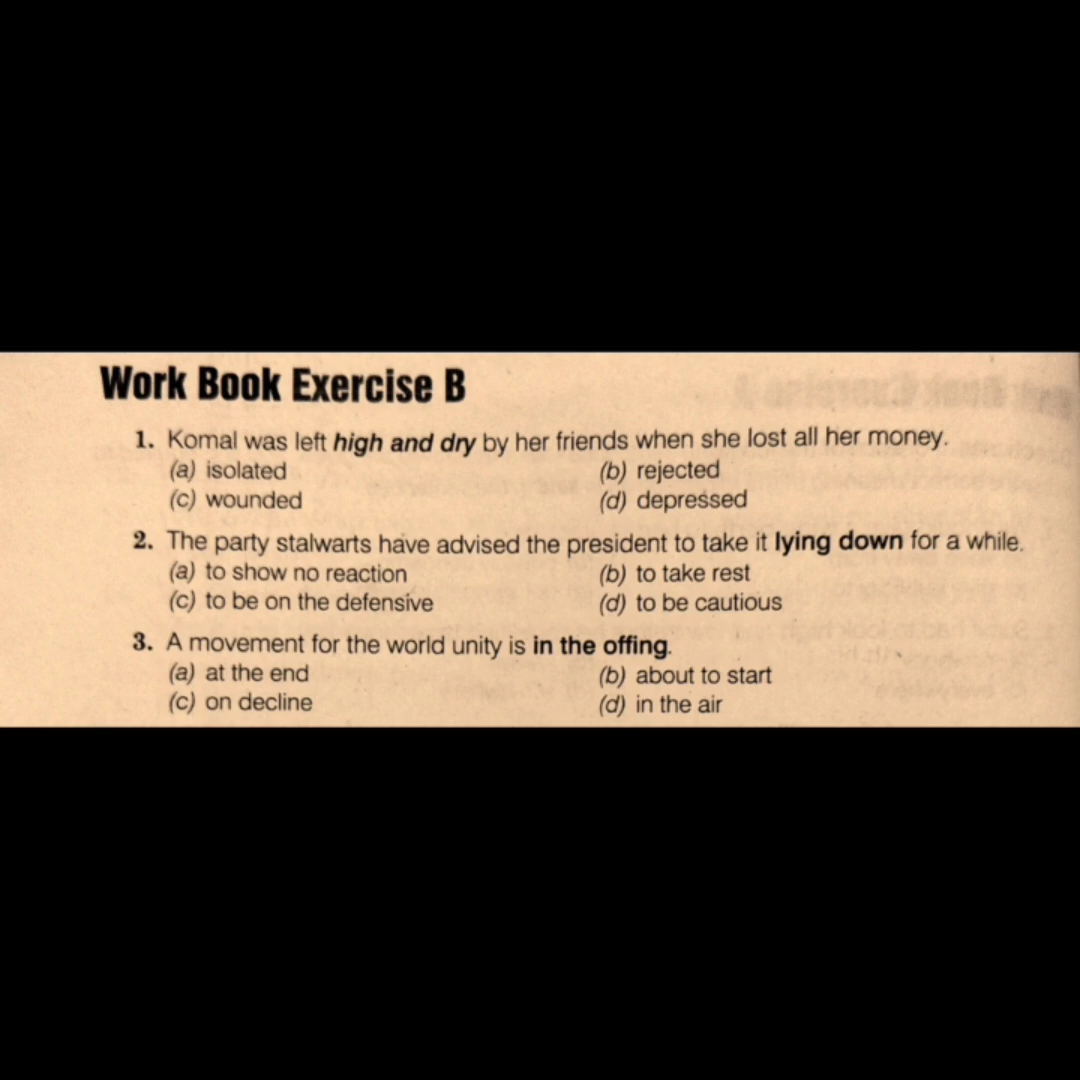 Work Book Exercise B
1. Komal was left high and dry by her friends when she lost all her money.
(a) isolated (b) rejected
(c) wounded (d) depressed
2. The party stalwarts have advised the president to take it lying down for a while.
(a) to show no reaction (b) to take rest
(c) to be on the defensive (d) to be cautious
3. A movement for the world unity is in the offing.
(a) at the end (b) about to start
(c) on decline (d) in the air